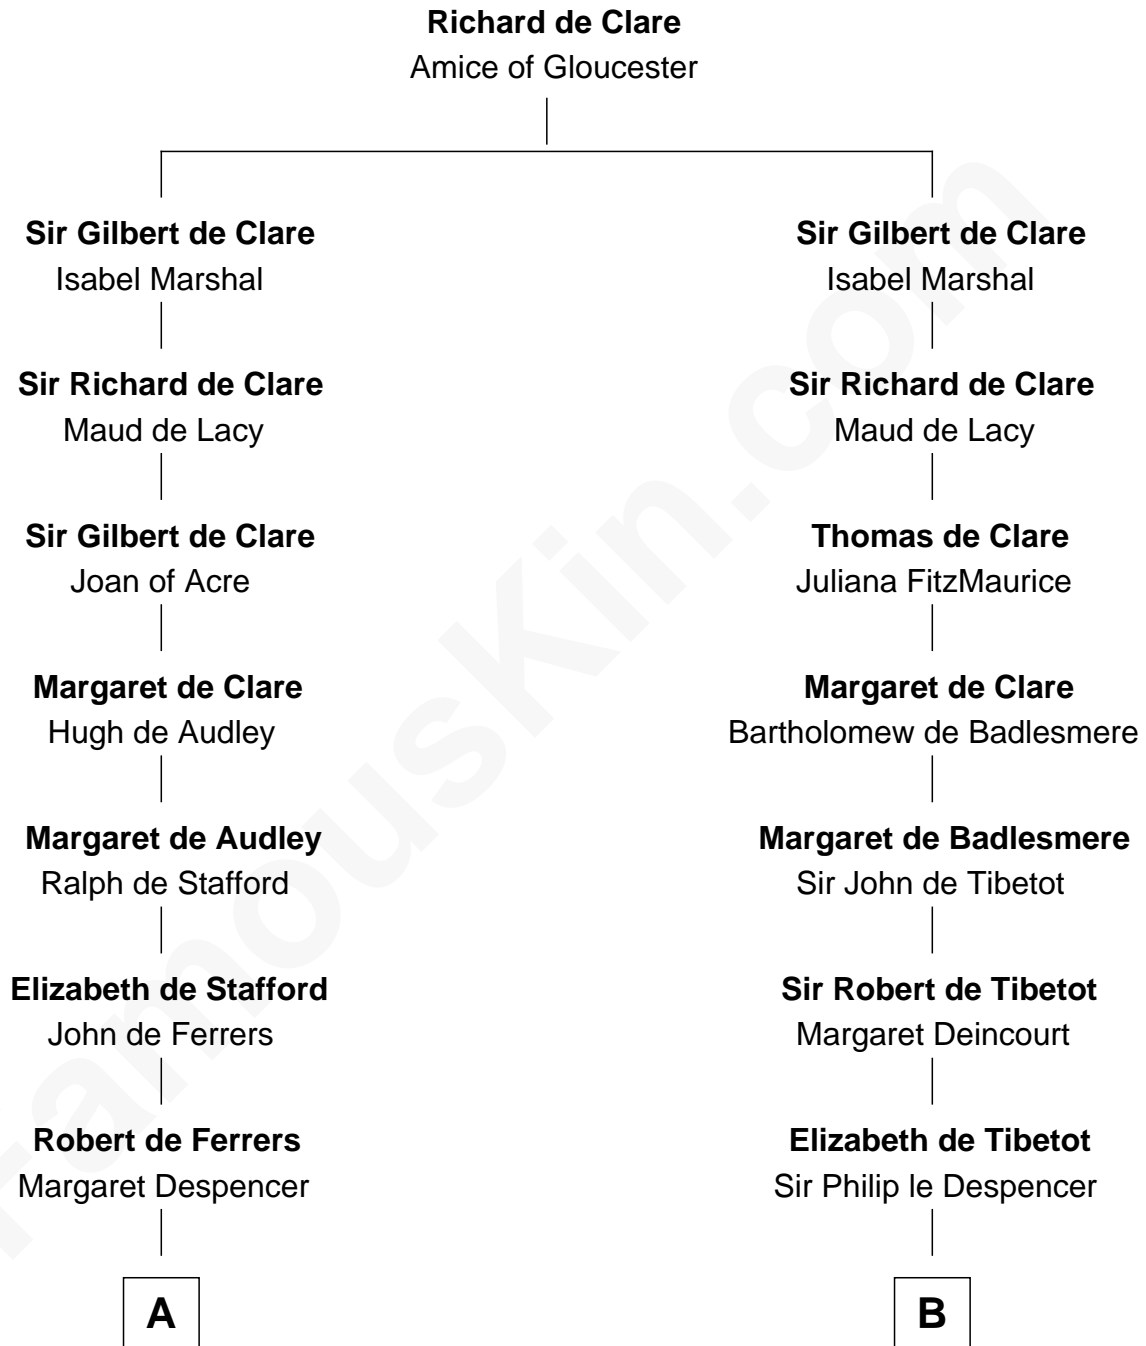 Richard de Clare
Amice of Gloucester
Sir Gilbert de Clare
Isabel Marshal
Sir Gilbert de Clare
Isabel Marshal
Sir Richard de Clare
Maud de Lacy
Sir Richard de Clare
Maud de Lacy
Sir Gilbert de Clare
Joan of Acre
Thomas de Clare
Juliana FitzMaurice
Margaret de Clare
Hugh de Audley
Margaret de Clare
Bartholomew de Badlesmere
Margaret de Audley
Ralph de Stafford
Margaret de Badlesmere
Sir John de Tibetot
Elizabeth de Stafford
John de Ferrers
Sir Robert de Tibetot
Margaret Deincourt
Robert de Ferrers
Margaret Despencer
Elizabeth de Tibetot
Sir Philip le Despencer
A
B
FamousKin.com